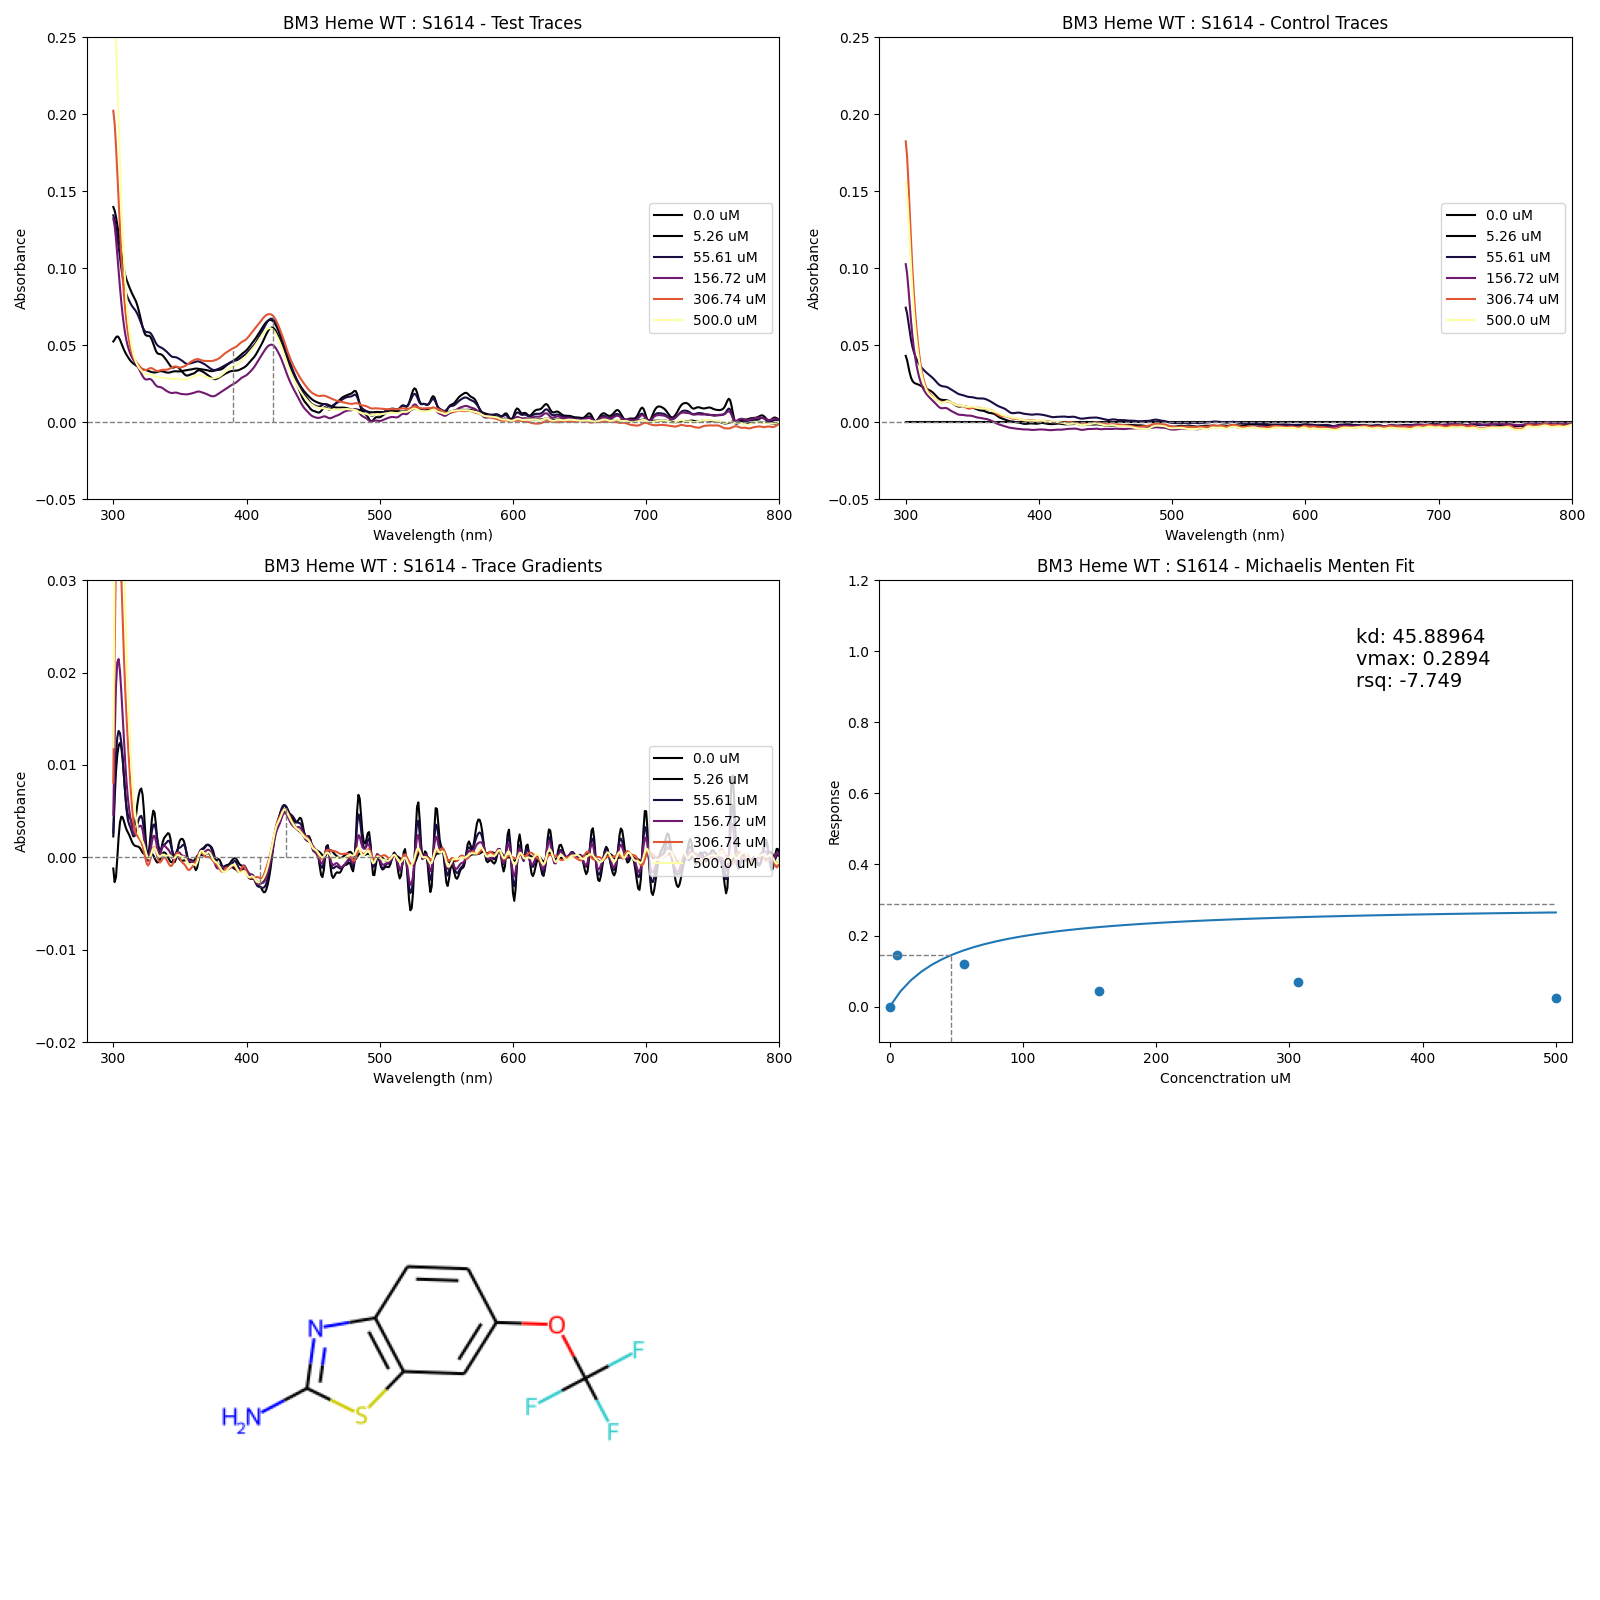 BM3 Heme WT : S1614 - Test Traces
0.25
0.20
0.15
0.10
0.05
0.00
−0.05
Absorbance
300
400
500
600
700
800
Wavelength (nm)
0.0 uM
5.26 uM
55.61 uM
156.72 uM
306.74 uM
500.0 uM
BM3 Heme WT : S1614 - Control Traces
0.25
0.20
0.15
0.10
0.05
0.00
−0.05
Absorbance
300
400
500
600
700
800
Wavelength (nm)
0.0 uM
5.26 uM
55.61 uM
156.72 uM
306.74 uM
500.0 uM
BM3 Heme WT : S1614 - Trace Gradients
0.03
0.02
0.01
0.00
−0.01
−0.02
Absorbance
300
400
500
600
700
800
Wavelength (nm)
0.0 uM
5.26 uM
55.61 uM
156.72 uM
306.74 uM
500.0 uM
BM3 Heme WT : S1614 - Michaelis Menten Fit
1.2
1.0
0.8
0.6
0.4
0.2
0.0
Response
kd: 45.88964
vmax: 0.2894
rsq: -7.749
0
100
200
300
400
500
Concenctration uM
N
O
F
F
H2N
S
F